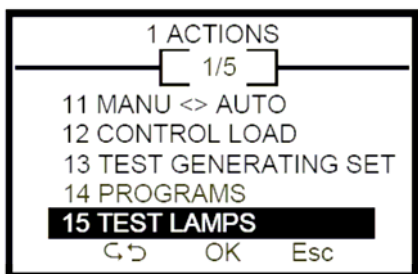 1 ACTIONS
1/5
11 MANU <> AUTO
12 CONTROL LOAD
13 TEST GENERATING SET
14 PROGRAMS
15 TEST LAMPS
OK Esc